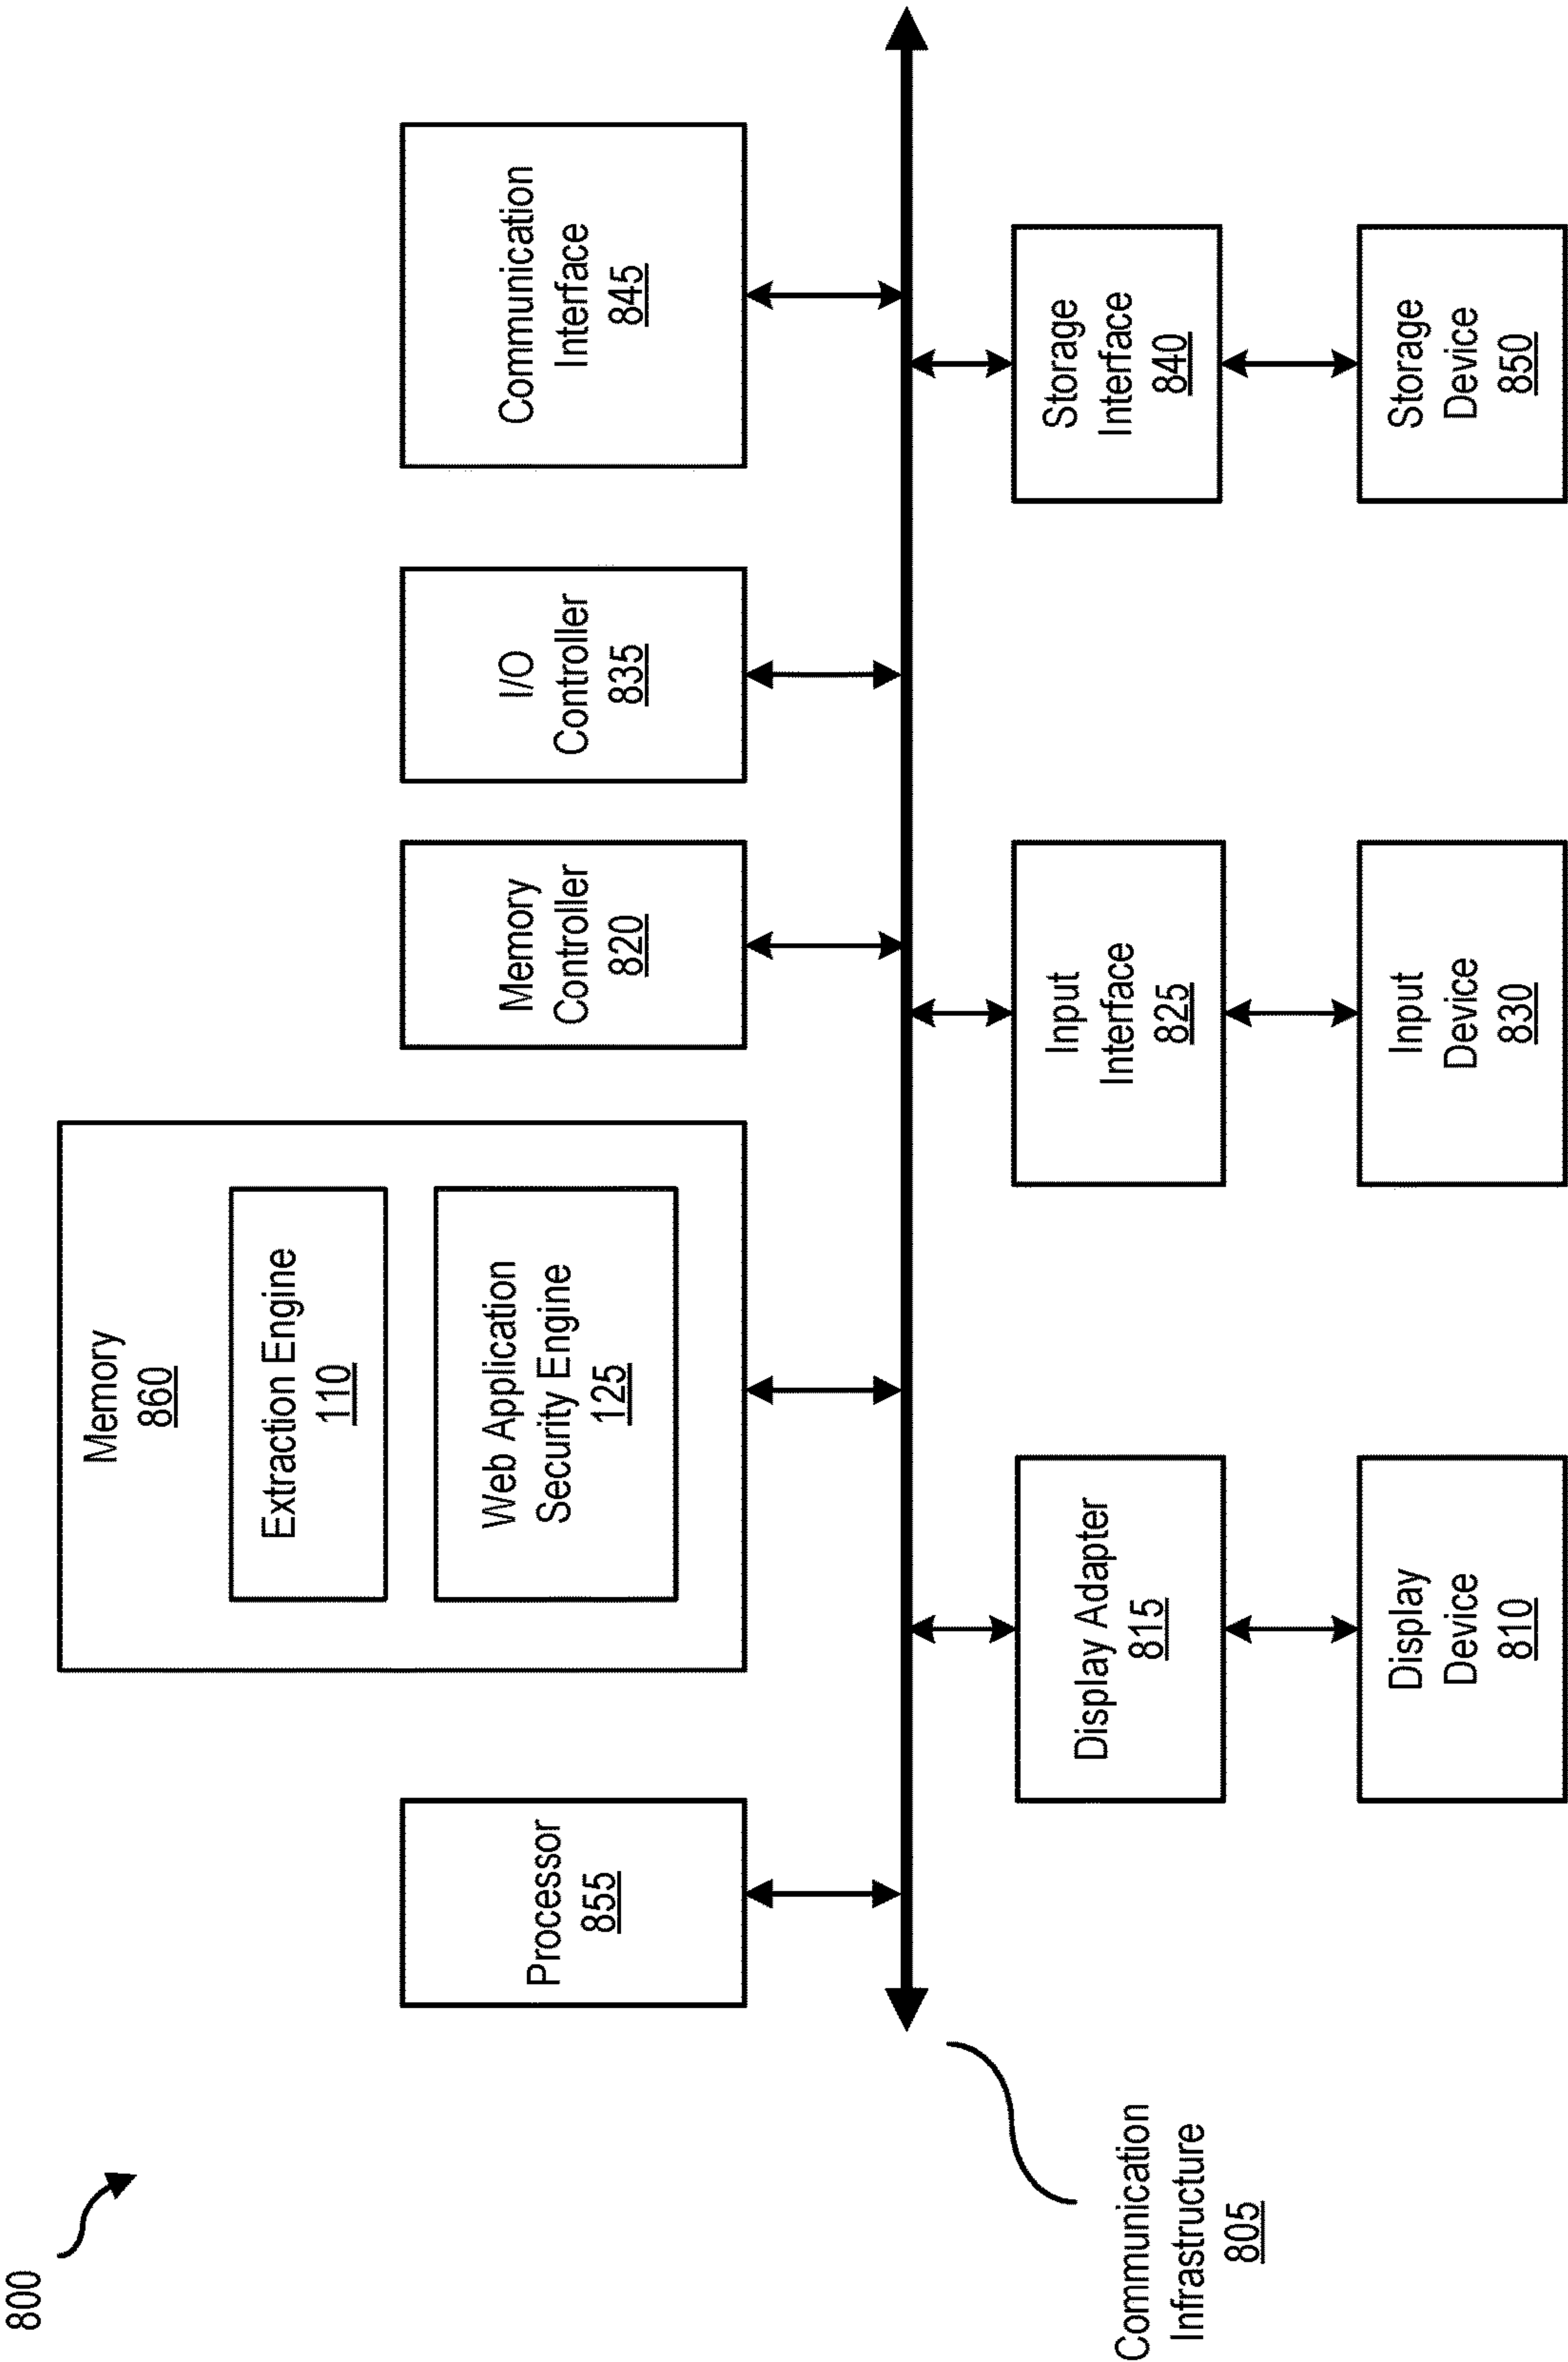 800
Processor
855
Memory
860
Extraction Engine
110
Web Application
Security Engine
125
Memory
Controller
820
I/O
Controller
835
Communication
Interface
845
Communication
Infrastructure
805
Display Adapter
815
Display
Device
810
Input
Interface
825
Input
Device
830
Storage
Interface
840
Storage
Device
850